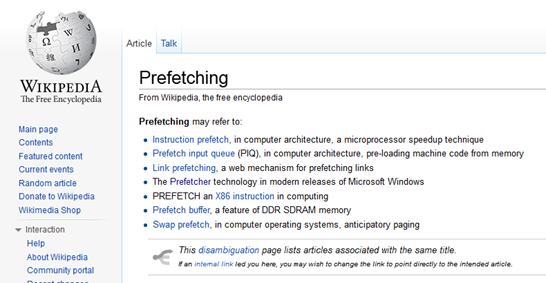 WIKIPEDIA
The Free Encyclopedia
Main page
Contents
Featured content
Current events
Random article
Donate to Wikipedia
Wikimedia Shop
Interaction
Help
About Wikipedia
Community portal
Recent changes
Article Talk
Prefetching
From Wikipedia, the free encyclopedia
Prefetching may refer to:
Instruction prefetch, in computer architecture, a microprocessor speedup technique
Prefetch input queue (PIQ), in computer architecture, pre-loading machine code from memory
Link prefetching, a web mechanism for prefetching links
The Prefetcher technology in modern releases of Microsoft Windows
PREFETCH an X86 instruction in computing
Prefetch buffer, a feature of DDR SDRAM memory
Swap prefetch, in computer operating systems, anticipatory paging
This disambiguation page lists articles associated with the same title.
If an internal link led you here, you may wish to change the link to point directly to the intended article.